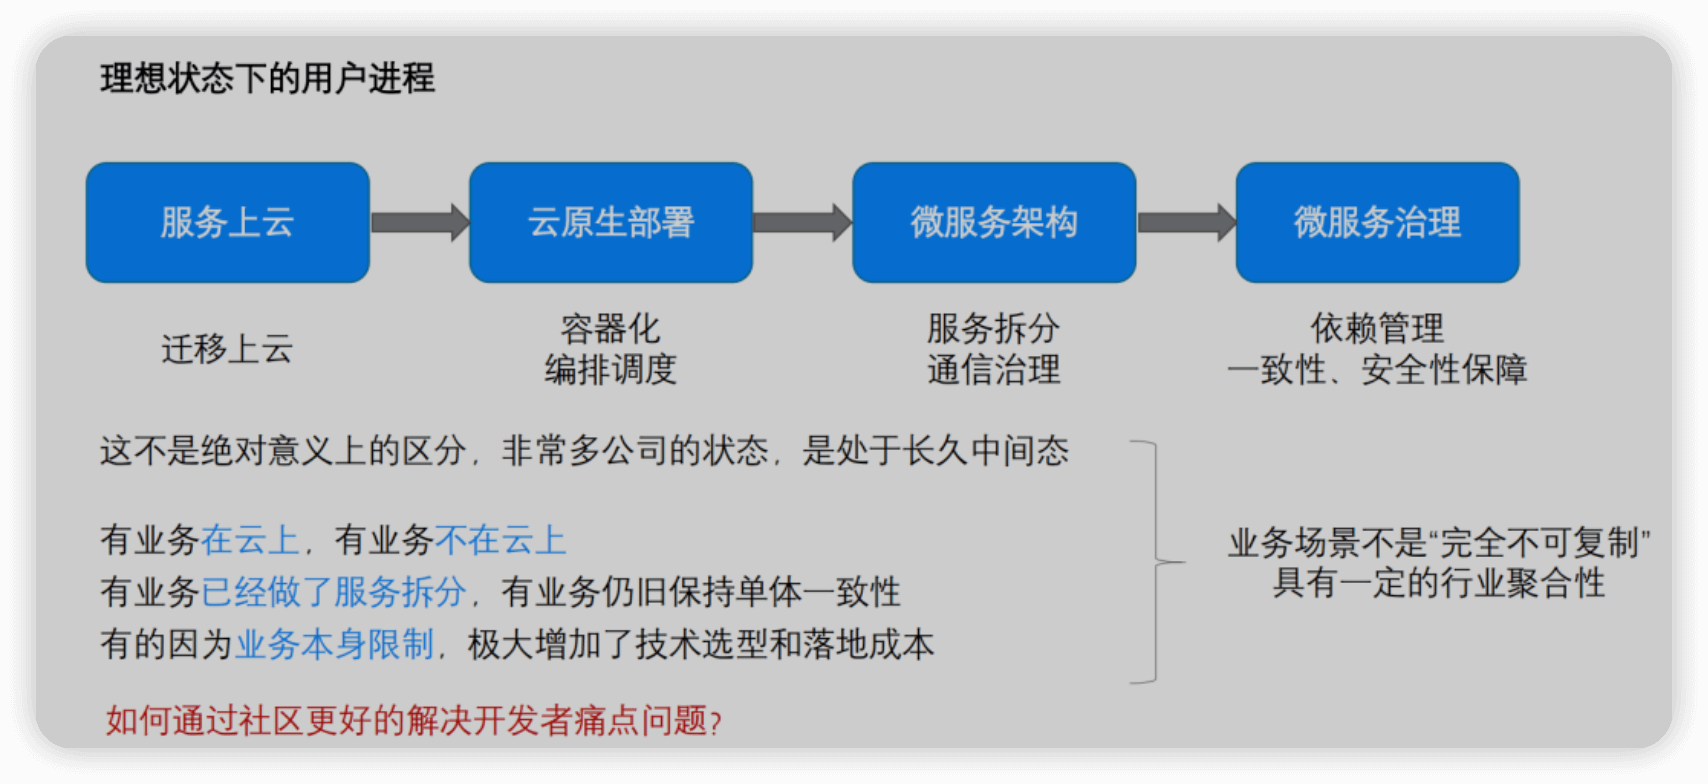 理想状态下的用户进程
服务上云
云原生部署
微服务架构
微服务治理
迁移上云
容器化
编排调度
服务拆分
通信治理
依赖管理
一致性、安全性保障
这不是绝对意义上的区分，非常多公司的状态，是处于长久中间态
有业务在云上，有业务不在云上
有业务已经做了服务拆分，有业务仍旧保持单体一致性
有的因为业务本身限制，极大增加了技术选型和落地成本
业务场景不是“完全不可复制”
具有一定的行业聚合性
如何通过社区更好的解决开发者痛点问题？